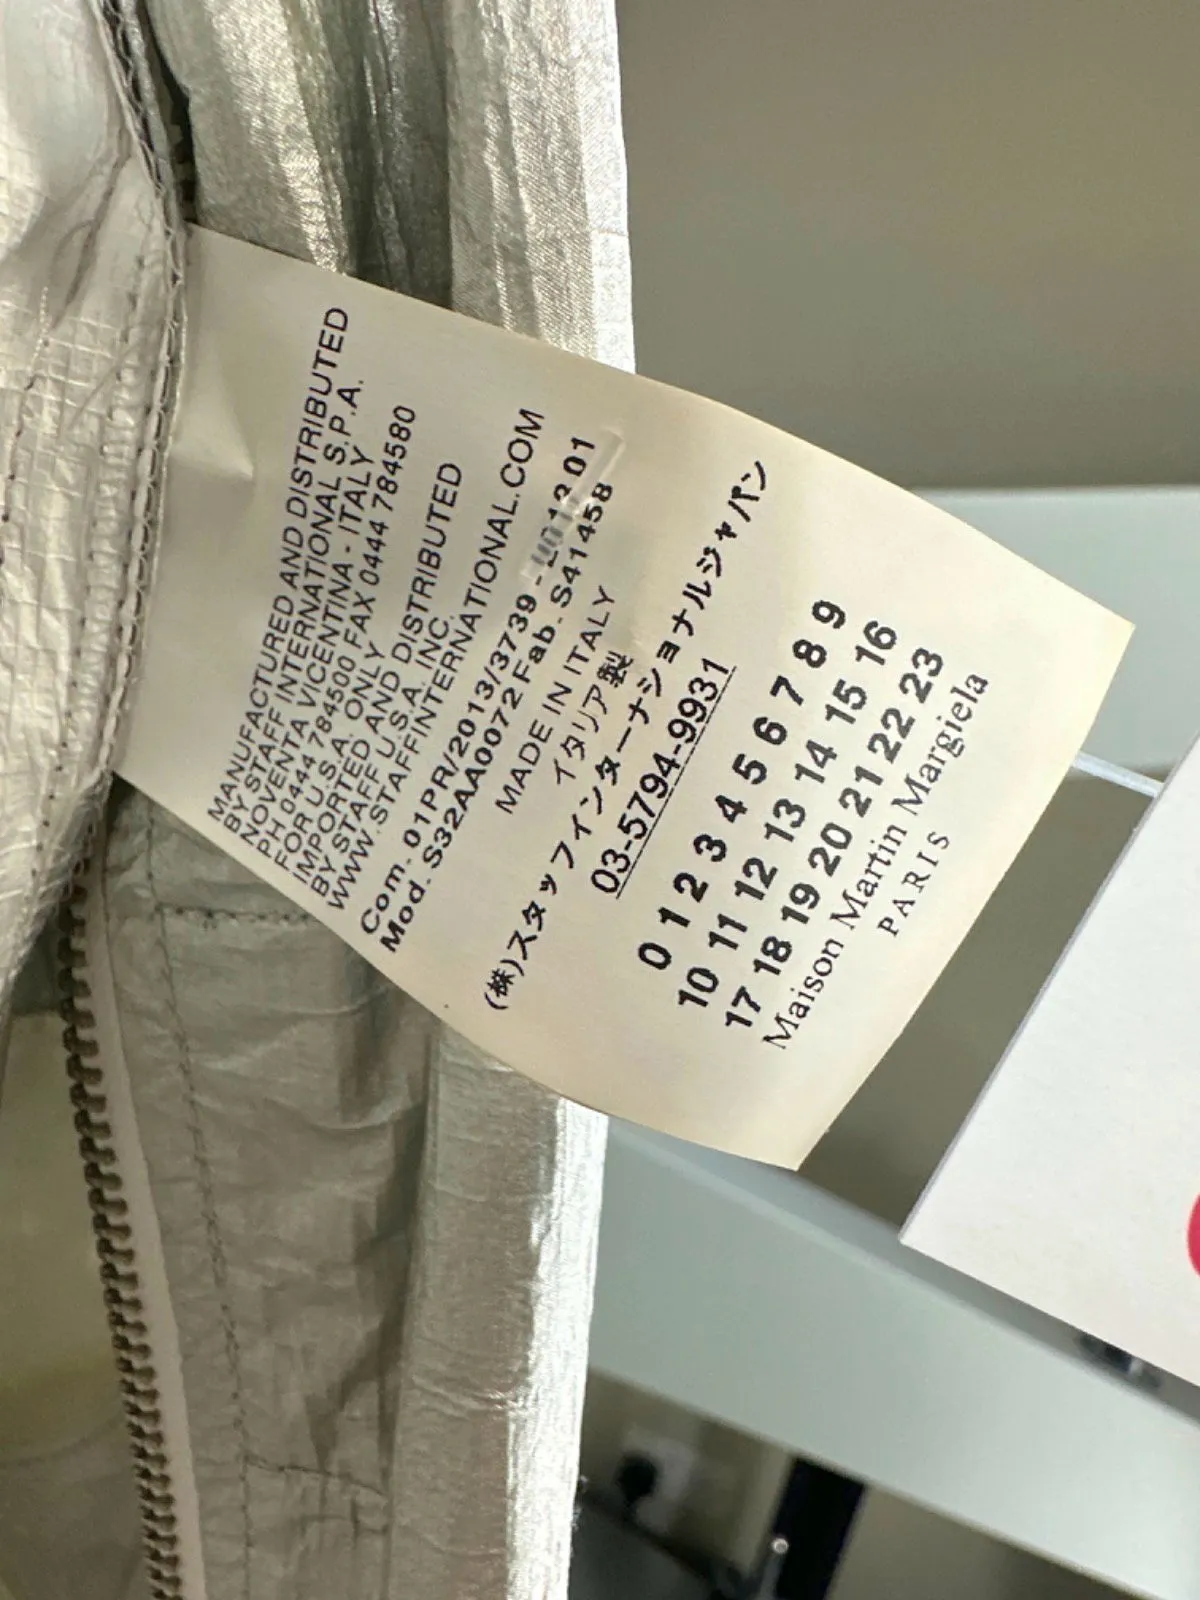 MANUFACTURED AND DISTRIBUTED
BY STAFF INTERNATIONAL S.P.A.
NOVENTA VICENTINA - ITALY
PH 0444 784500 FAX 0444 784580
FOR U.S.A. ONLY
IMPORTED AND DISTRIBUTED
BY STAFF U.S.A. INC.
WWW.STAFFINTERNATIONAL.COM
Com. 01PR/2013/3739 - 01
Mod. S32AA0072 Fab. S41458
MADE IN ITALY
イタリア製
(株)スタッフインターナショナルジャパン
03-5794-9931
0 1 2 3 4 5 6 7 8 9
10 11 12 13 14 15 16
17 18 19 20 21 22 23
Maison Martin Margiela
PARIS